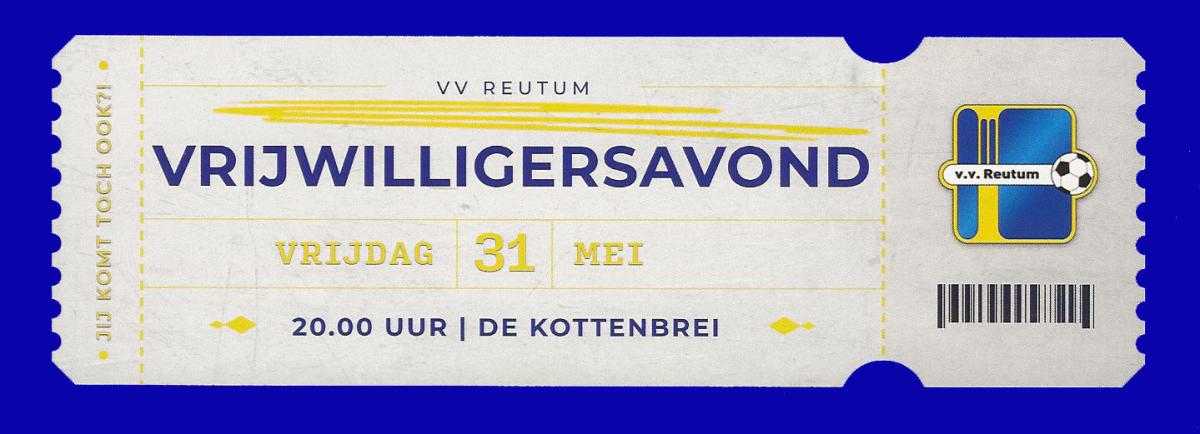 JIJ KOMT TOCH OOK?!
VV REUTUM
VRIJWILLIGERSAVOND
VRIJDAG 31 MEI
20.00 UUR | DE KOTTENBREI
v.v. Reutum